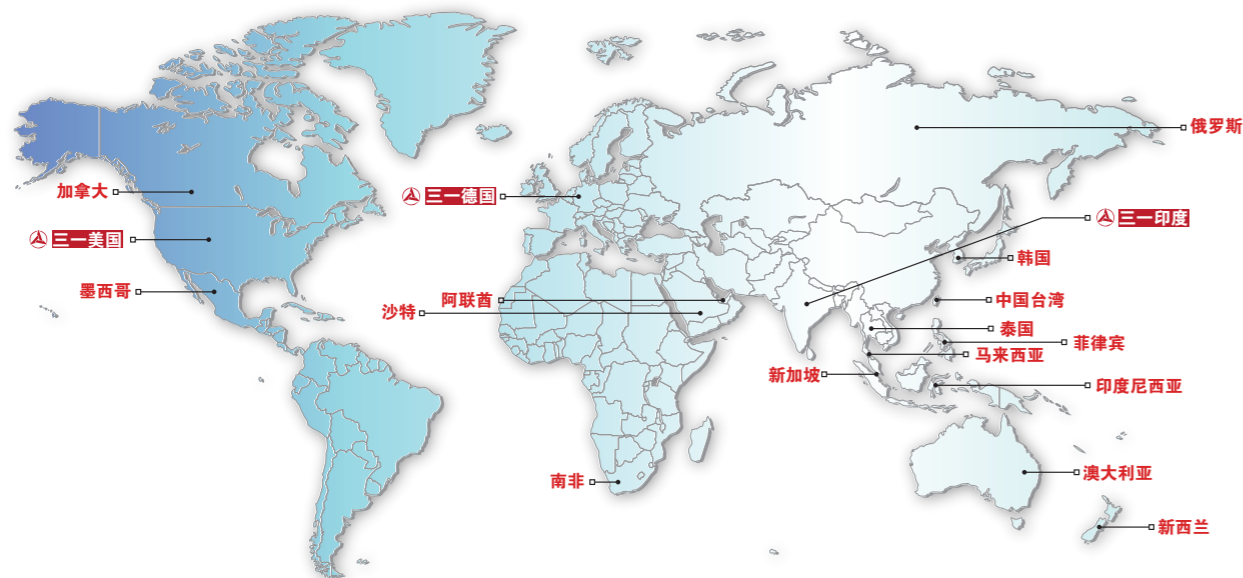 俄罗斯
加拿大
三一德国
三一印度
三一美国
韩国
墨西哥
阿联酋
中国台湾
沙特
泰国
菲律宾
马来西亚
新加坡
印度尼西亚
澳大利亚
南非
新西兰